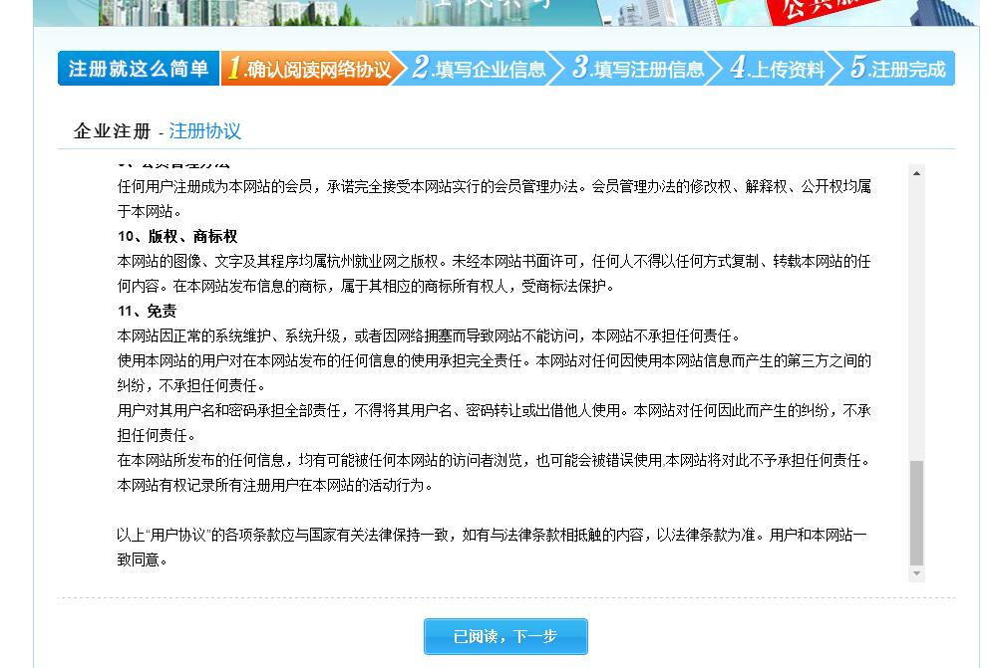 公共服
注册就这么简单 1.确认阅读网络协议 2.填写企业信息 3.填写注册信息 4.上传资料 5.注册完成
企业注册 - 注册协议
任何用户注册成为本网站的会员，承诺完全接受本网站实行的会员管理办法。会员管理办法的修改权、解释权、公开权均属
于本网站。
10、版权、商标权
本网站的图像、文字及其程序均属杭州就业网之版权。未经本网站书面许可，任何人不得以任何方式复制、转载本网站的任
何内容。在本网站发布信息的商标，属于其相应的商标所有权人，受商标法保护。
11、免责
本网站因正常的系统维护、系统升级，或者因网络拥塞而导致网站不能访问，本网站不承担任何责任。
使用本网站的用户对在本网站发布的任何信息的使用承担完全责任。本网站对任何因使用本网站信息而产生的第三方之间的
纠纷，不承担任何责任。
用户对其用户名和密码承担全部责任，不得将其用户名、密码转让或出借他人使用。本网站对任何因此而产生的纠纷，不承
担任何责任。
在本网站所发布的任何信息，均有可能被任何本网站的访问者浏览，也可能会被错误使用.本网站将对此不予承担任何责任。
本网站有权记录所有注册用户在本网站的活动行为。
以上“用户协议”的各项条款应与国家有关法律保持一致，如有与法律条款相抵触的内容，以法律条款为准。用户和本网站一
致同意。
已阅读，下一步